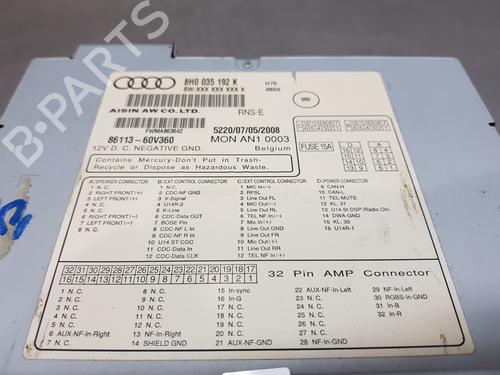 8H0 035 192 K
SW:XXX XXX XXX X
H75
AISIN AW CO.,LTD.
RNS-E
FWMA863042
5220/07/05/2008
86113-60V360
MON AN1 0003
12V D. C. NEGATIVE GND.
Belgium
FUSE 15A
Contains Mercury-Don't Put in Trash-
Recycle or Dispose as Hazardous Waste.
A:SPEAKER CONNECTOR
1 N. C.
2 RIGHT FRONT(+)
3 LEFT FRONT(+)
4 N. C.
5 N. C.
6 RIGHT FRONT(-)
7 LEFT FRONT(-)
8 N. C.
B:EXT CONTROL CONNECTOR
1 N. C.
2 CDC-NF GND
3 V-Signal
4 U14R-2
5 R-Line
6 CDC-Data OUT
7 BOSE Pin
8 CDC-NF L In
9 CDC-NF R In
10 U14 ST CDC
11 CDC-Data In
12 CDC-Data CLK
C:EXT CONTROL CONNECTOR
1 MIC In(-)
2 RFSL
3 Line Out FL
4 MIC Out(-)
5 TEL NF In(-)
6 MIC Out(+)
7 Mic In(+)
8 Line Out GND
9 Line Out FR
10 Line Out RL
11 Line Out RR
12 TEL NF In(+)
D:POWER CONNECTOR
9 CAN-H
10 CAN-L
11 TEL-MUTE
12 KL. 31
13 U14 St DSP(Radio On)
14 DWA-GND
15 KL. 30
16 U14R-1
32 31 30 29 28 27 26 25 24 23 22 21 20 19 18 17
16 15 14 13 12 11 10 9 8 7 6 5 4 3 2 1
32 Pin AMP Connector
1 N. C.
2 N. C.
3 N. C.
4 N. C.
5 N. C.
6 AUX-NF-In-Right
7 N. C.
8 N. C.
9 N. C.
10 N. C.
11 N. C.
12 N. C.
13 NF-In-Right
14 SHIELD GND
15 In-sync
16 In-G
17 N. C.
18 N. C.
19 N. C.
20 N. C.
21 AUX-NF-GND
22 AUX-NF-In-Left
23 N. C.
24 N. C.
25 N. C.
26 N. C.
27 N. C.
28 NF-In-GND
29 NF-In-Left
30 RGBS-In-GND
31 In-B
32 In-R